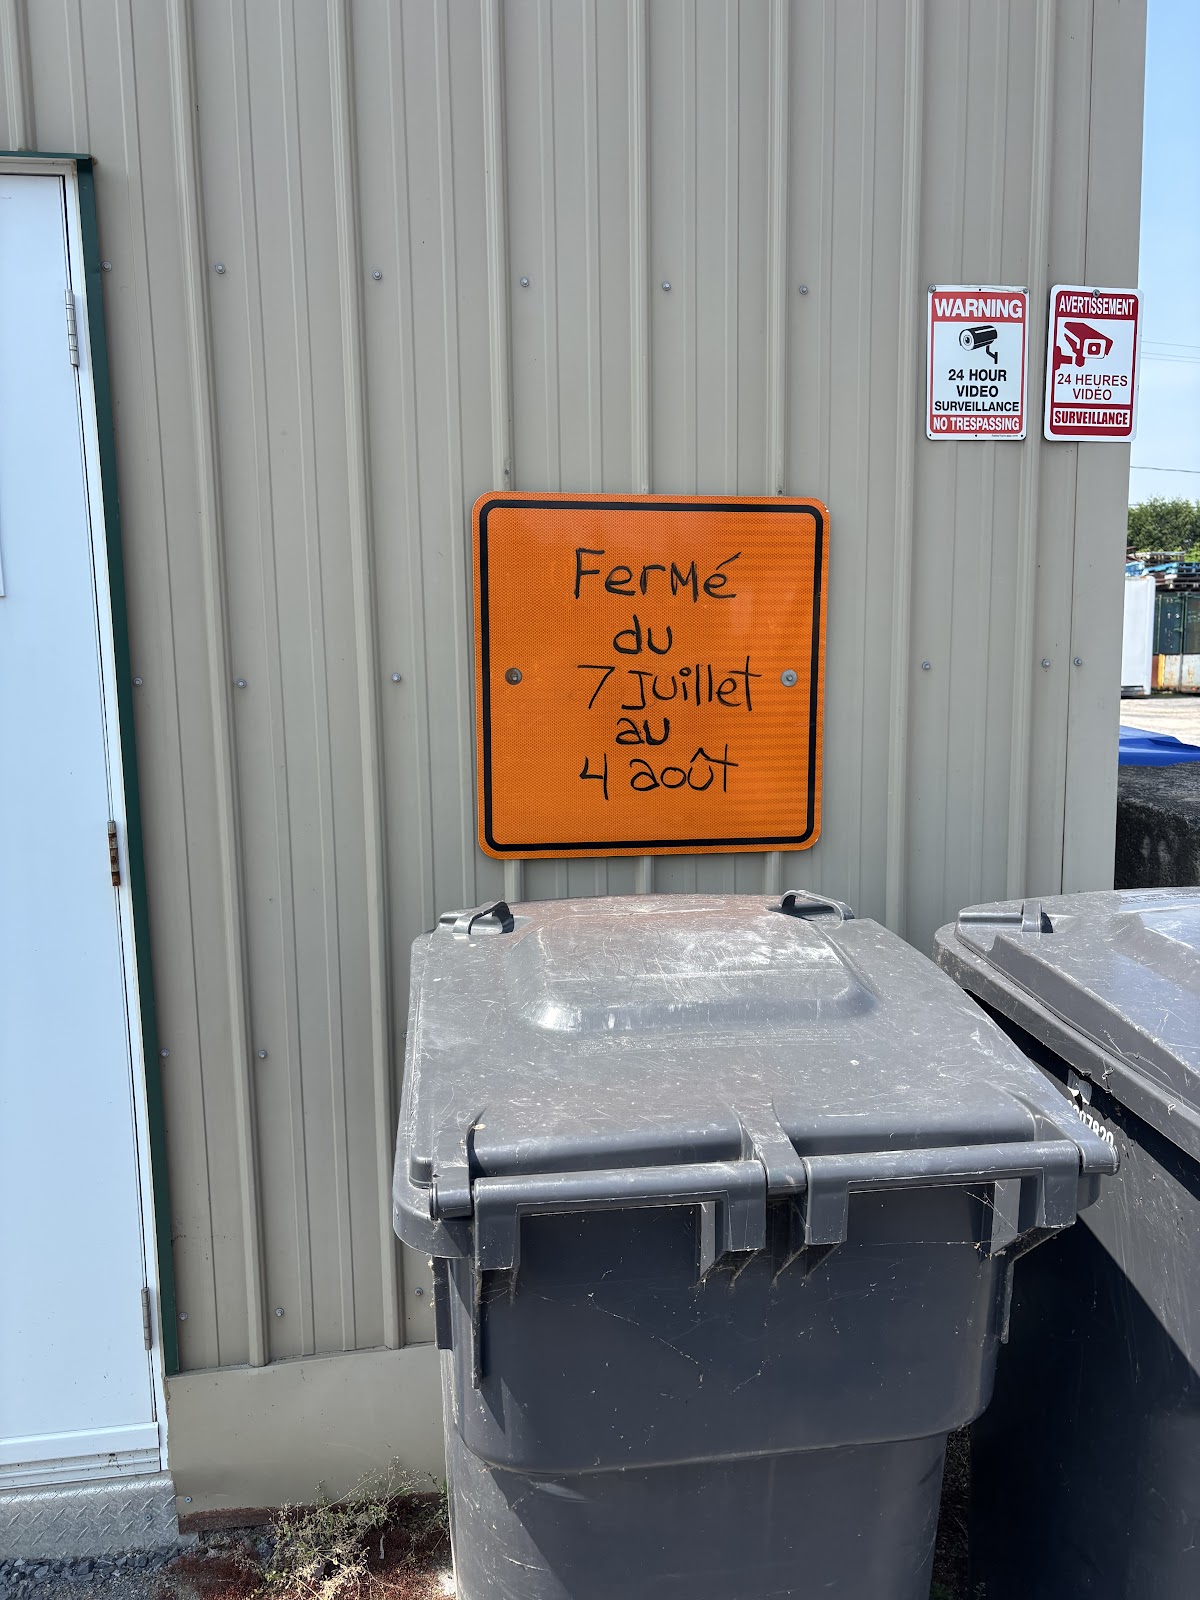 WARNING
24 HOUR
VIDEO
SURVEILLANCE
NO TRESPASSING
AVERTISSEMENT
24 HEURES
VIDÉO
SURVEILLANCE
Fermé
du
7 Juillet
au
4 août